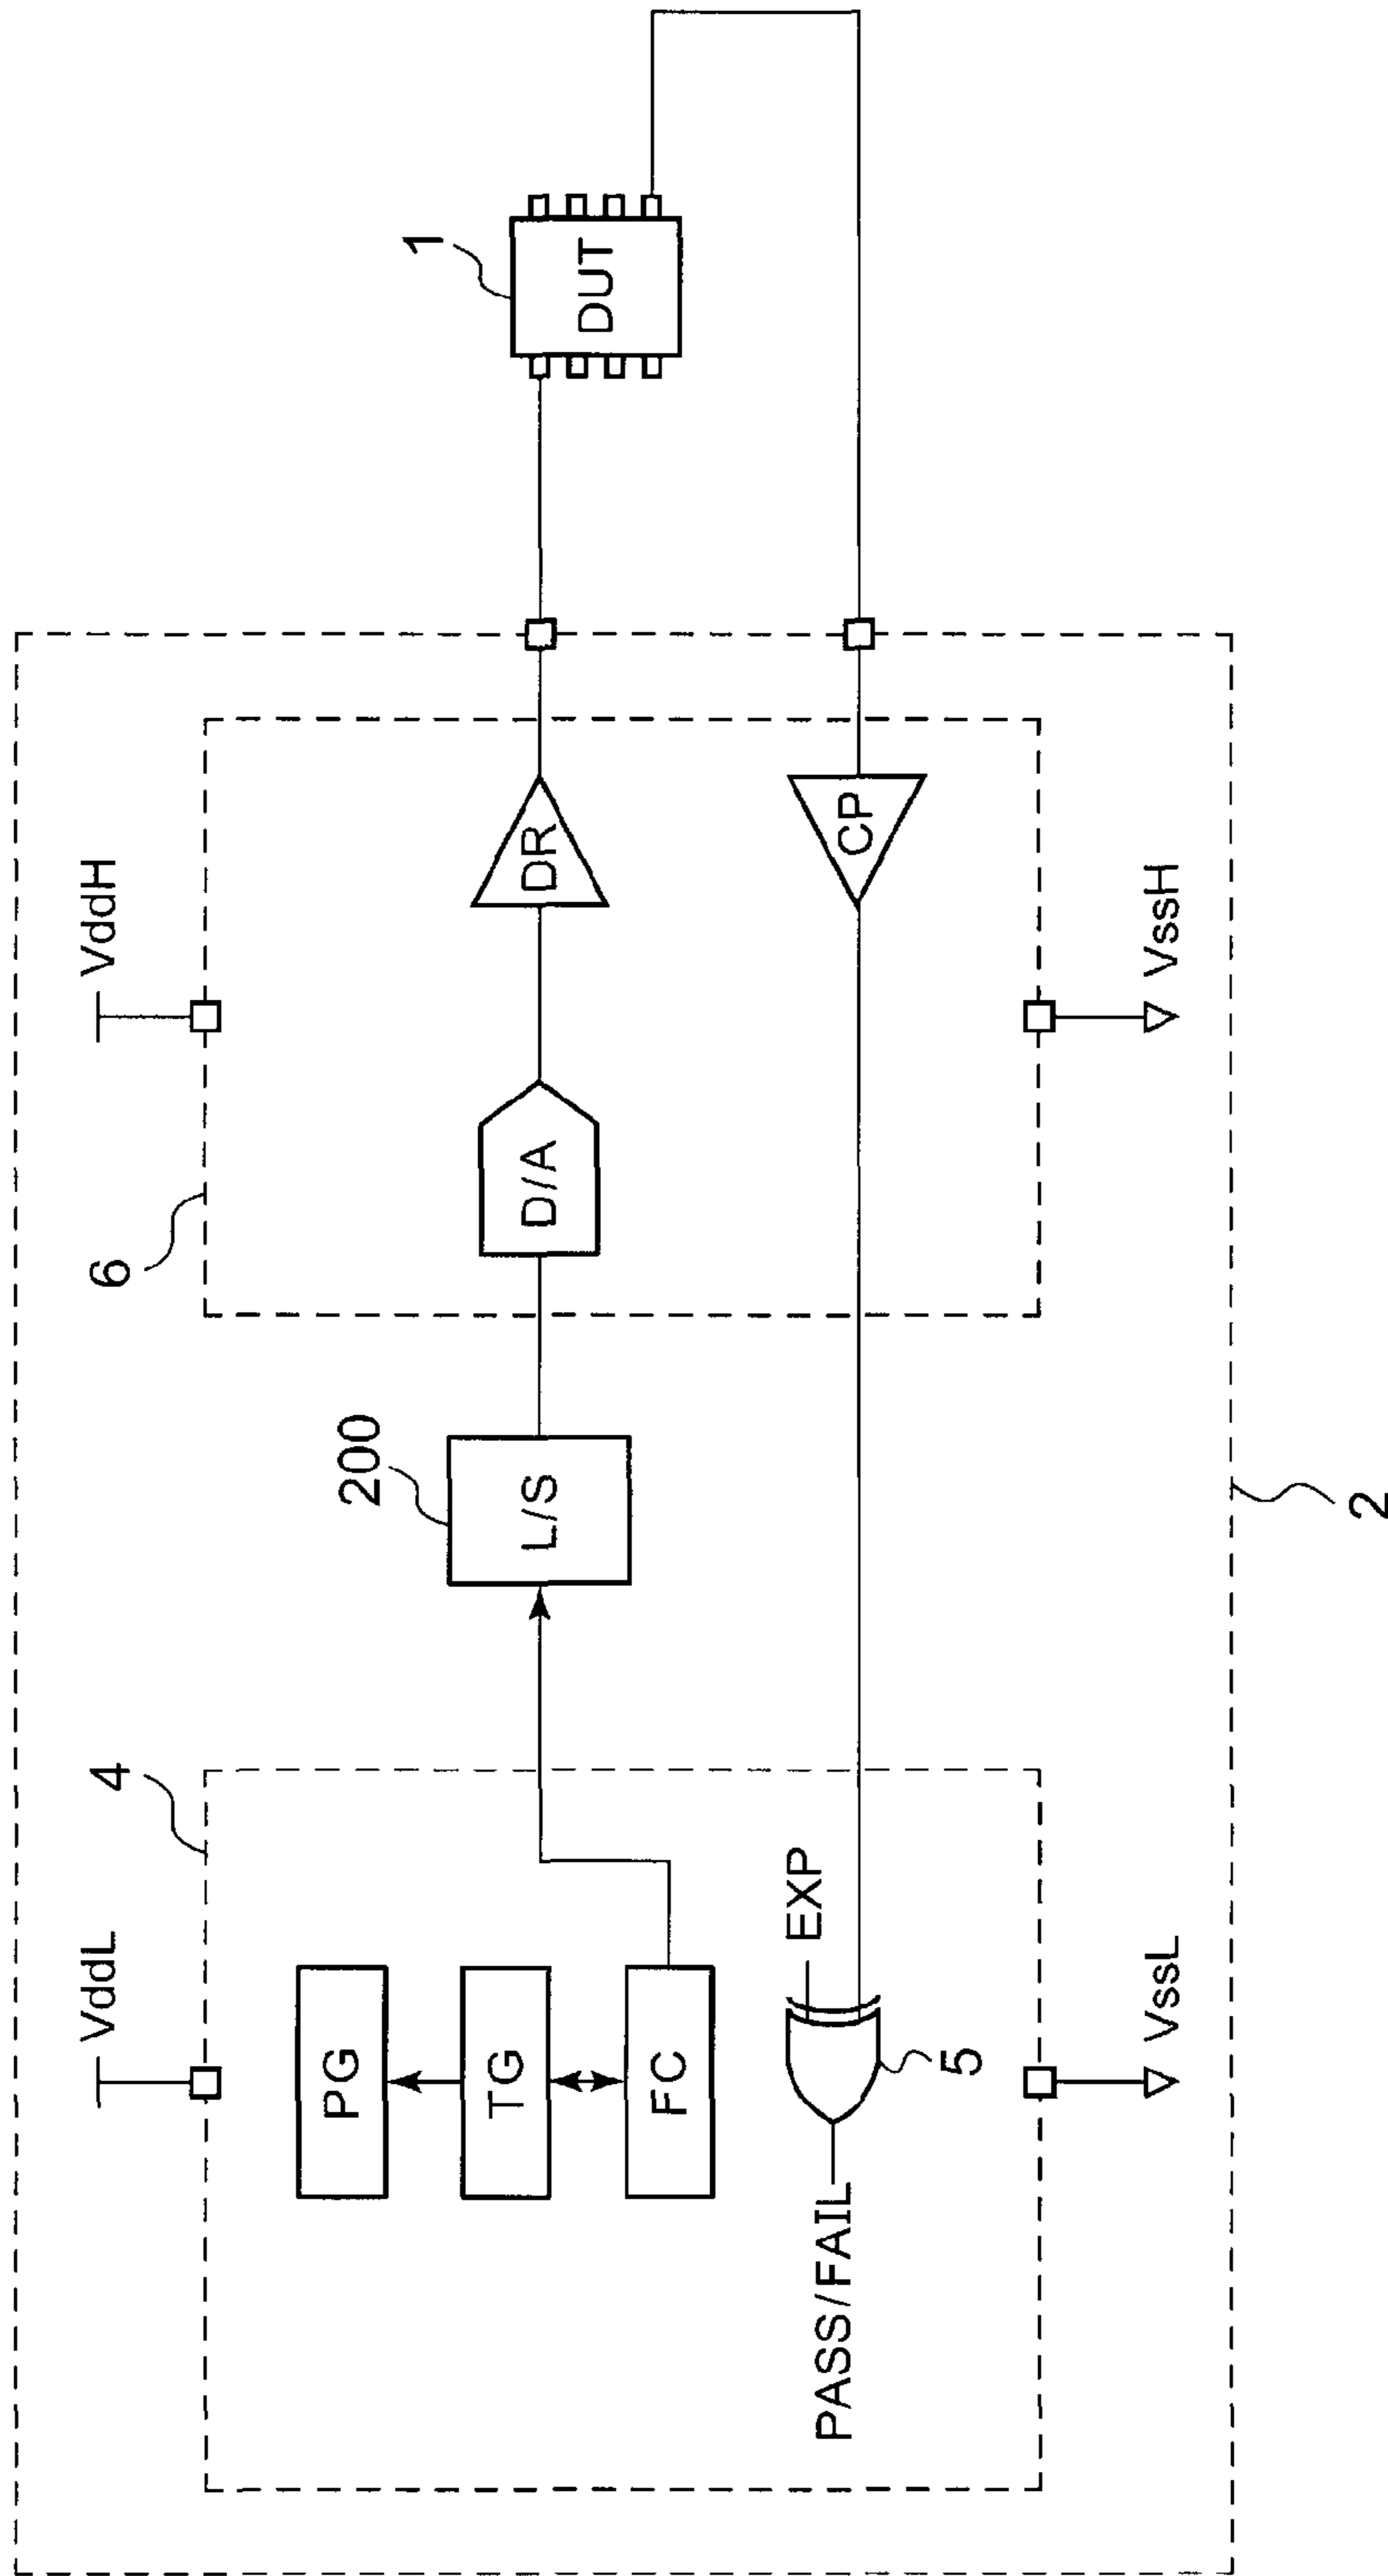 VddL
VddH
4
6
200
1
PG
TG
FC
L/S
D/A
DR
DUT
EXP
CP
PASS/FAIL
5
VssL
VssH
2